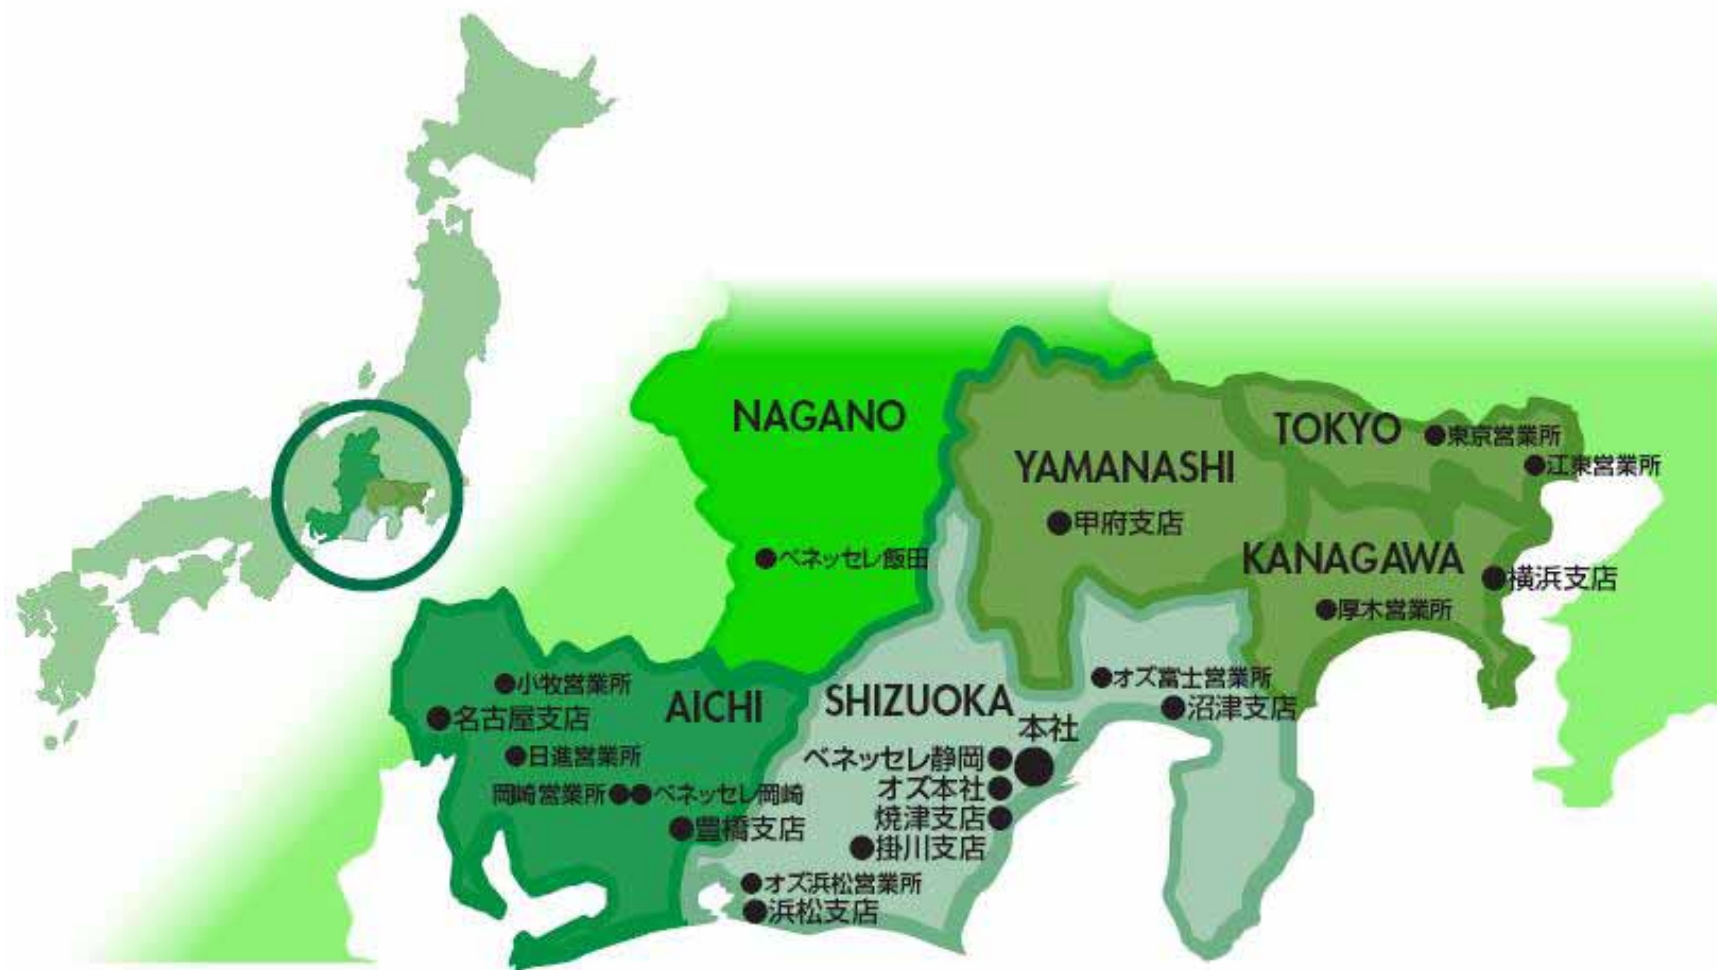 NAGANO
TOKYO
東京営業所
江東営業所
YAMANASHI
甲府支店
ベネッセレ飯田
KANAGAWA
横浜支店
厚木営業所
小牧営業所
名古屋支店
AICHI
日進営業所
岡崎営業所
ベネッセレ岡崎
豊橋支店
SHIZUOKA
オズ富士営業所
沼津支店
本社
ベネッセレ静岡
オズ本社
焼津支店
掛川支店
オズ浜松営業所
浜松支店